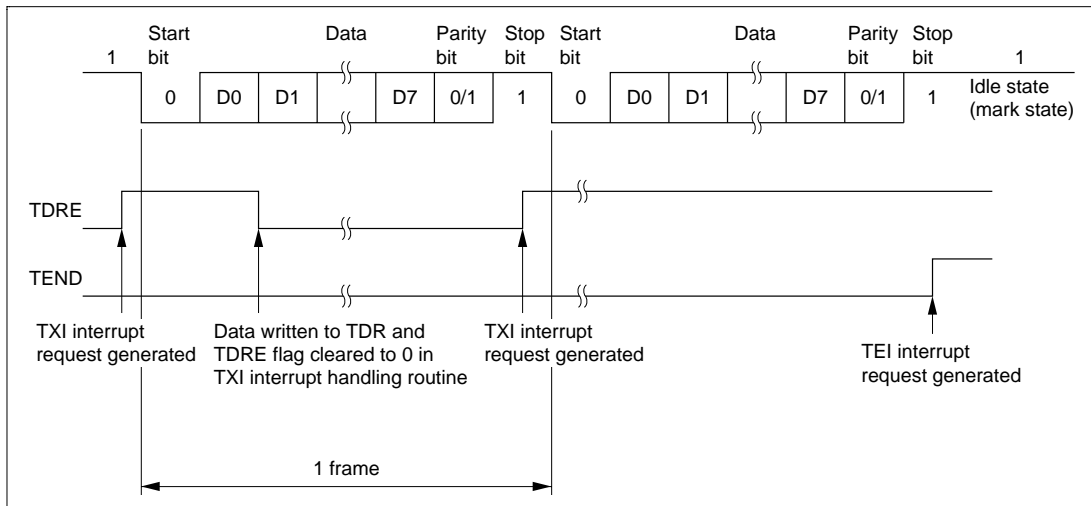 Start bit
Data
Parity bit
Stop bit
Start bit
Data
Parity bit
Stop bit
1
1
0
D0
D1
D7
0/1
1
0
D0
D1
D7
0/1
1
Idle state
(mark state)
TDRE
TEND
TXI interrupt
request generated
Data written to TDR and
TDRE flag cleared to 0 in
TXI interrupt handling routine
TXI interrupt
request generated
TEI interrupt
request generated
1 frame